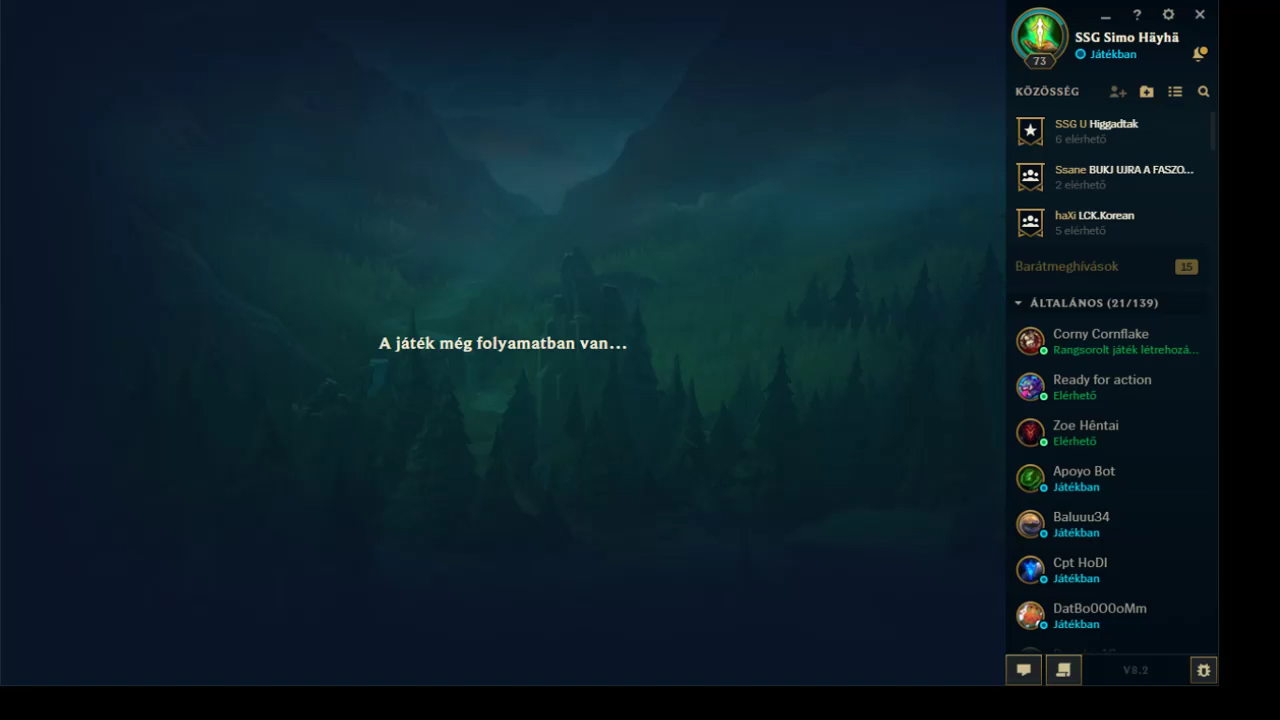 SSG Simo Häyhä
Játékban
73
KÖZÖSSÉG
SSG U Higgadtak
6 elérhető
Ssane BUKJ UJRA A FASZO...
2 elérhető
haXi LCK.Korean
5 elérhető
Barátmeghívások 15
ÁLTALÁNOS (21/139)
Corny Cornflake
Rangsorolt játék létrehozá...
A játék még folyamatban van...
Ready for action
Elérhető
Zoe Hêntai
Elérhető
Apoyo Bot
Játékban
Baluuu34
Játékban
Cpt HoDl
Játékban
DatBo0O0oMm
Játékban
V8.2